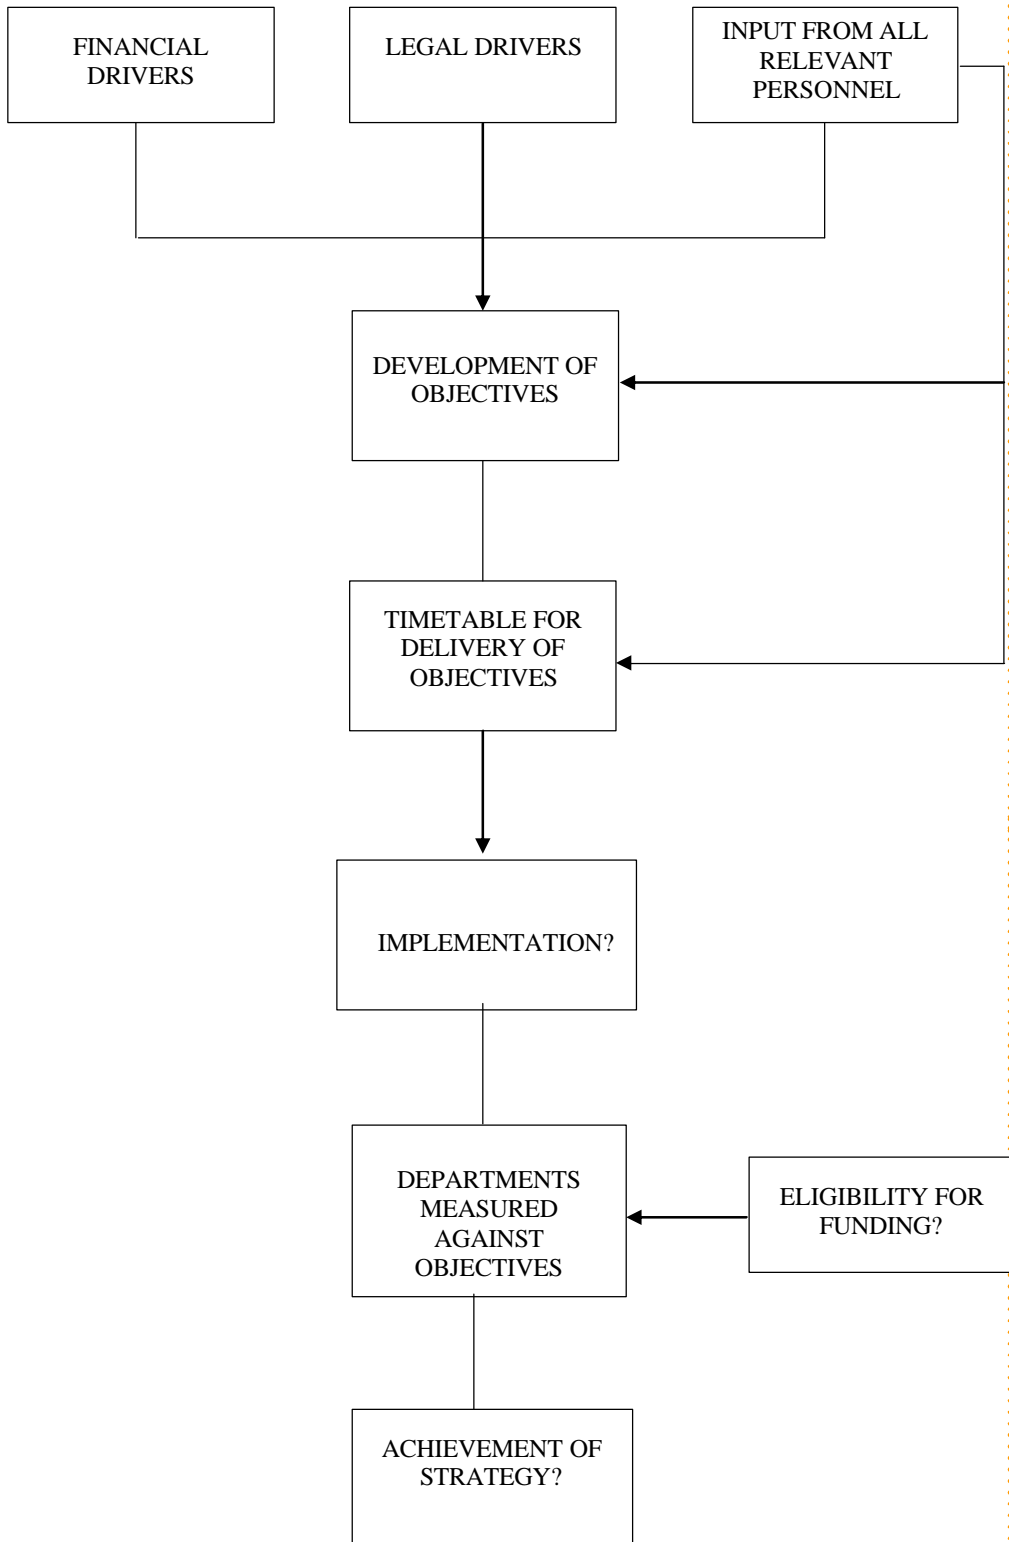 FINANCIAL
DRIVERS
LEGAL DRIVERS
INPUT FROM ALL
RELEVANT
PERSONNEL
DEVELOPMENT OF
OBJECTIVES
TIMETABLE FOR
DELIVERY OF
OBJECTIVES
IMPLEMENTATION?
DEPARTMENTS
MEASURED
AGAINST
OBJECTIVES
ELIGIBILITY FOR
FUNDING?
ACHIEVEMENT OF
STRATEGY?